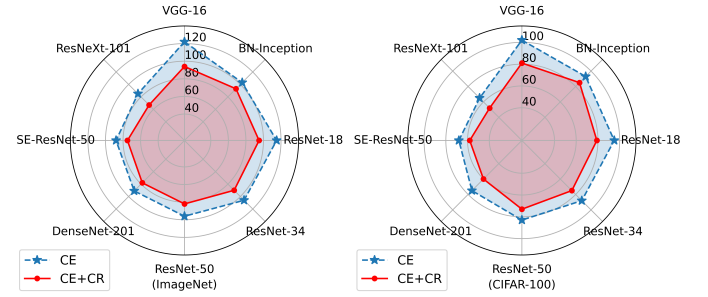 VGG-16
BN-Inception
ResNet-18
ResNet-34
ResNet-50
(ImageNet)
DenseNet-201
SE-ResNet-50
ResNeXt-101
120
100
80
60
40
CE
CE+CR
VGG-16
BN-Inception
ResNet-18
ResNet-34
ResNet-50
(CIFAR-100)
DenseNet-201
SE-ResNet-50
ResNeXt-101
100
80
60
40
CE
CE+CR